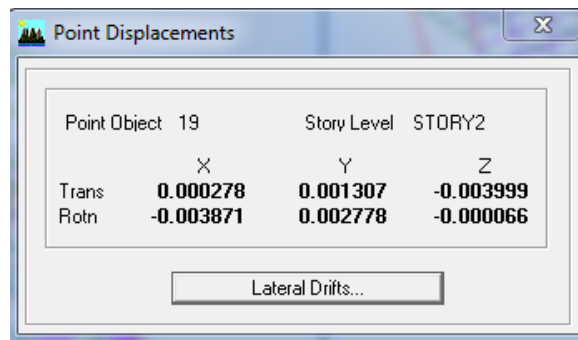 Point Displacements
Point Object 19 Story Level STORY2
X Y Z
Trans 0.000278 0.001307 -0.003999
Rotn -0.003871 0.002778 -0.000066
Lateral Drifts...